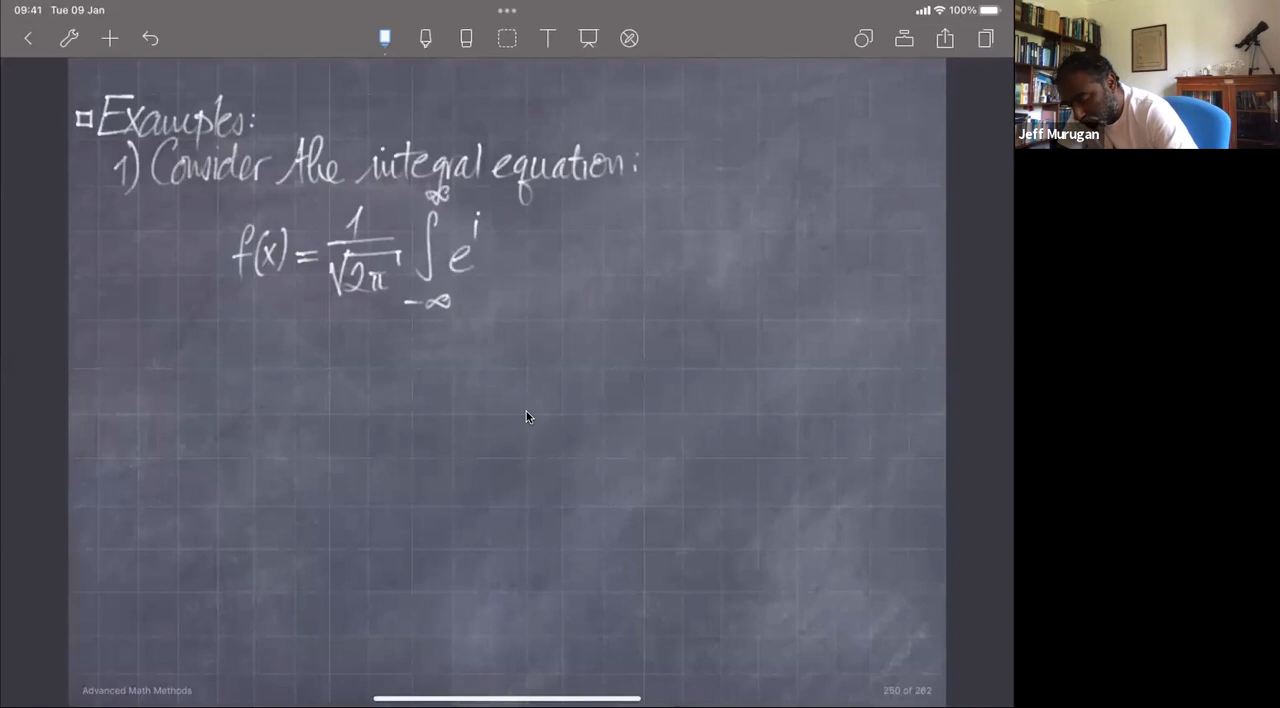 09:41 Tue 09 Jan
100%
Examples:
1) Consider the integral equation:
f(x) = 1/√2π ∫_{-∞}^{∞} e^i
Advanced Math Methods
250 of 262
Jeff Murugan